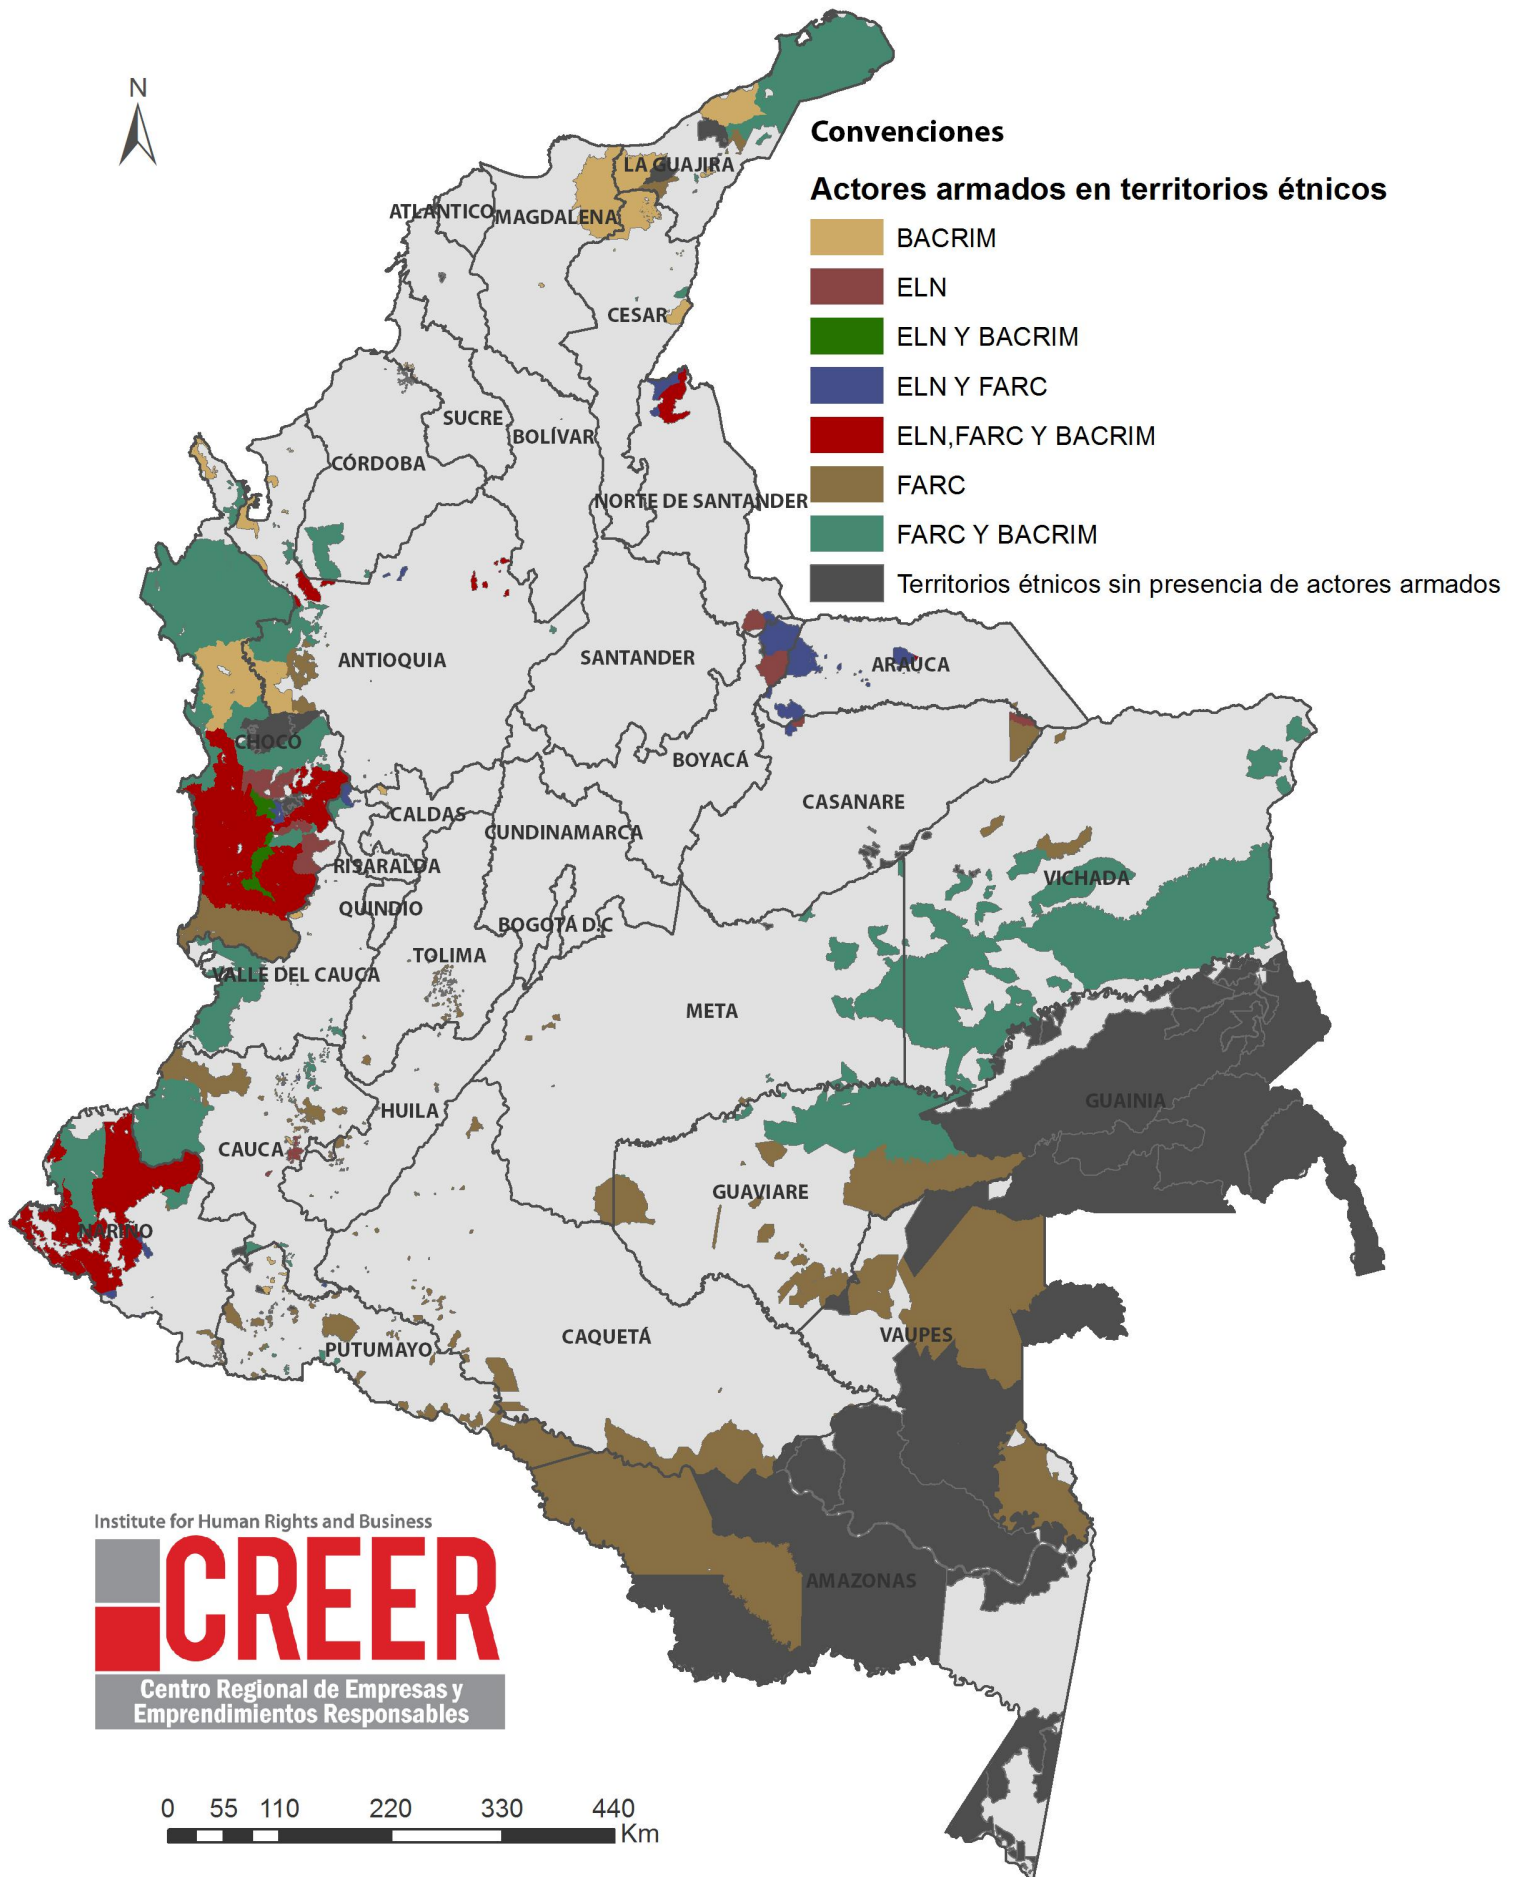 N
Convenciones
Actores armados en territorios étnicos
BACRIM
ELN
ELN Y BACRIM
ELN Y FARC
ELN,FARC Y BACRIM
FARC
FARC Y BACRIM
Territorios étnicos sin presencia de actores armados
LA GUAJIRA
ATLANTICO
MAGDALENA
CESAR
SUCRE
BOLÍVAR
CÓRDOBA
NORTE DE SANTANDER
ANTIOQUIA
SANTANDER
ARAUCA
CHOCO
BOYACÁ
CASANARE
CALDAS
CUNDINAMARCA
RISARALDA
VICHADA
QUINDIO
BOGOTÁ D.C
TOLIMA
VALLE DEL CAUCA
META
HUILA
GUAINIA
CAUCA
GUAVIARE
NARIÑO
VAUPES
CAQUETÁ
PUTUMAYO
AMAZONAS
Institute for Human Rights and Business
CREER
Centro Regional de Empresas y
Emprendimientos Responsables
0 55 110 220 330 440
Km